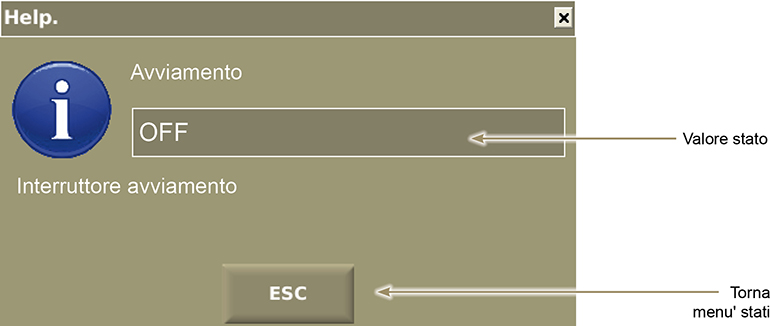 Help.
Avviamento
OFF
Valore stato
Interruttore avviamento
ESC
Torna
menu' stati